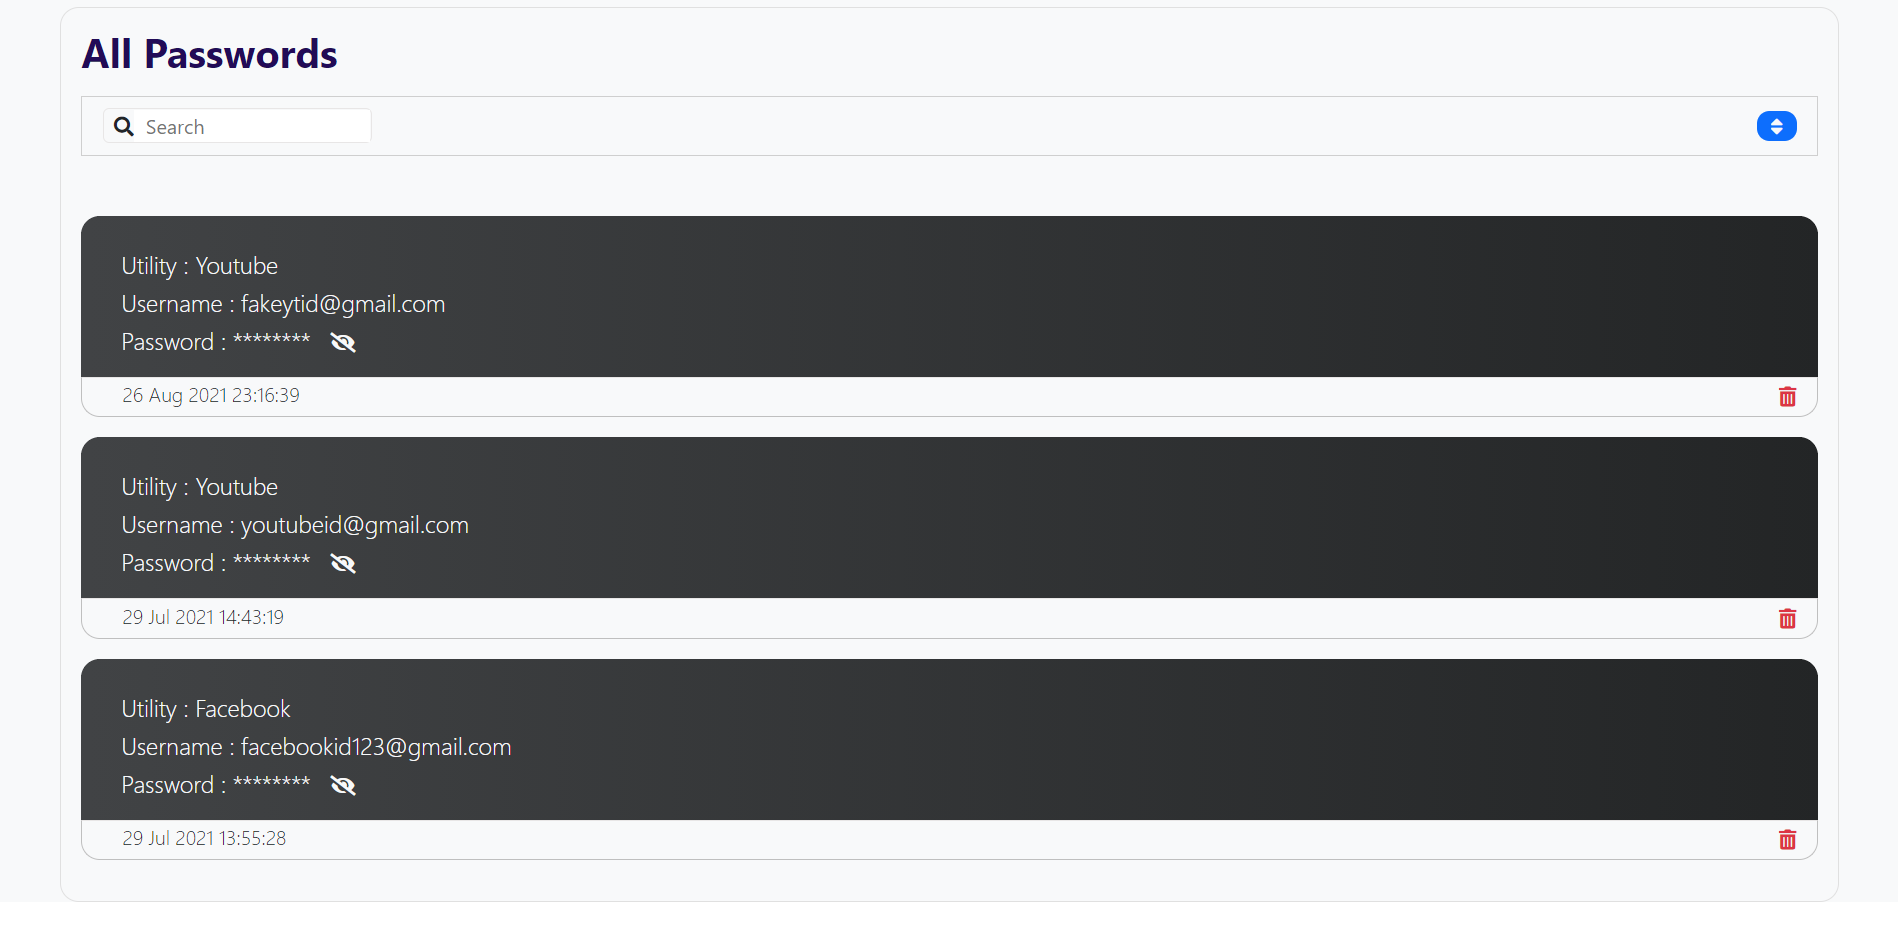 All Passwords
Search
Utility : Youtube
Username : fakeytid@gmail.com
Password : ********
26 Aug 2021 23:16:39
Utility : Youtube
Username : youtubeid@gmail.com
Password : ********
29 Jul 2021 14:43:19
Utility : Facebook
Username : facebookid123@gmail.com
Password : ********
29 Jul 2021 13:55:28